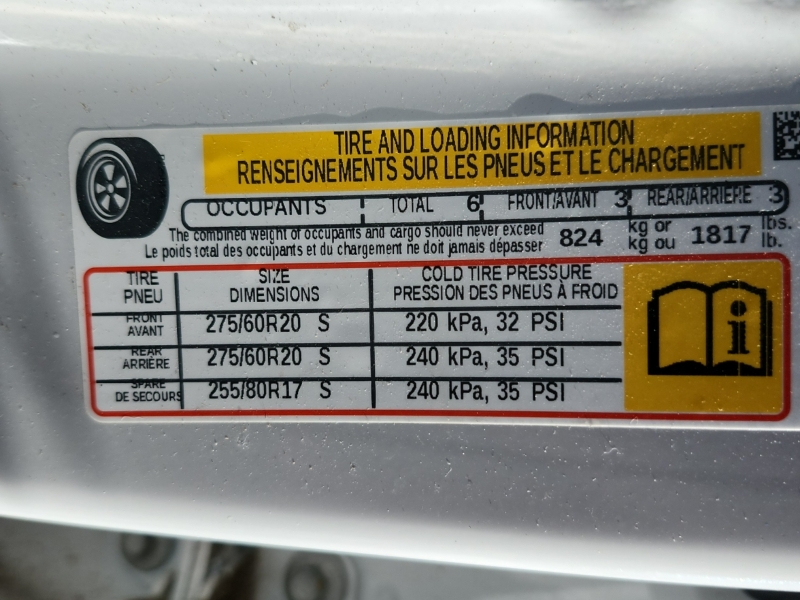 TIRE AND LOADING INFORMATION
RENSEIGNEMENTS SUR LES PNEUS ET LE CHARGEMENT
OCCUPANTS TOTAL 6 FRONT/AVANT 3 REAR/ARRIERE 3
The combined weight of occupants and cargo should never exceed 824 kg or 1817 lbs.
Le poids total des occupants et du chargement ne doit jamais dépasser kg ou lb.
TIRE SIZE COLD TIRE PRESSURE
PNEU DIMENSIONS PRESSION DES PNEUS À FROID
FRONT
AVANT 275/60R20 S 220 kPa, 32 PSI
REAR
ARRIÈRE 275/60R20 S 240 kPa, 35 PSI
SPARE
DE SECOURS 255/80R17 S 240 kPa, 35 PSI
i